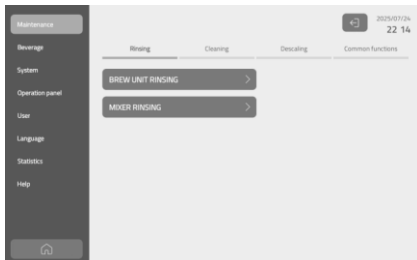 Maintenance
Beverage
System
Operation panel
User
Language
Statistics
Help
2025/07/24
22 14
Rinsing
Cleaning
Descaling
Common functions
BREW UNIT RINSING
MIXER RINSING